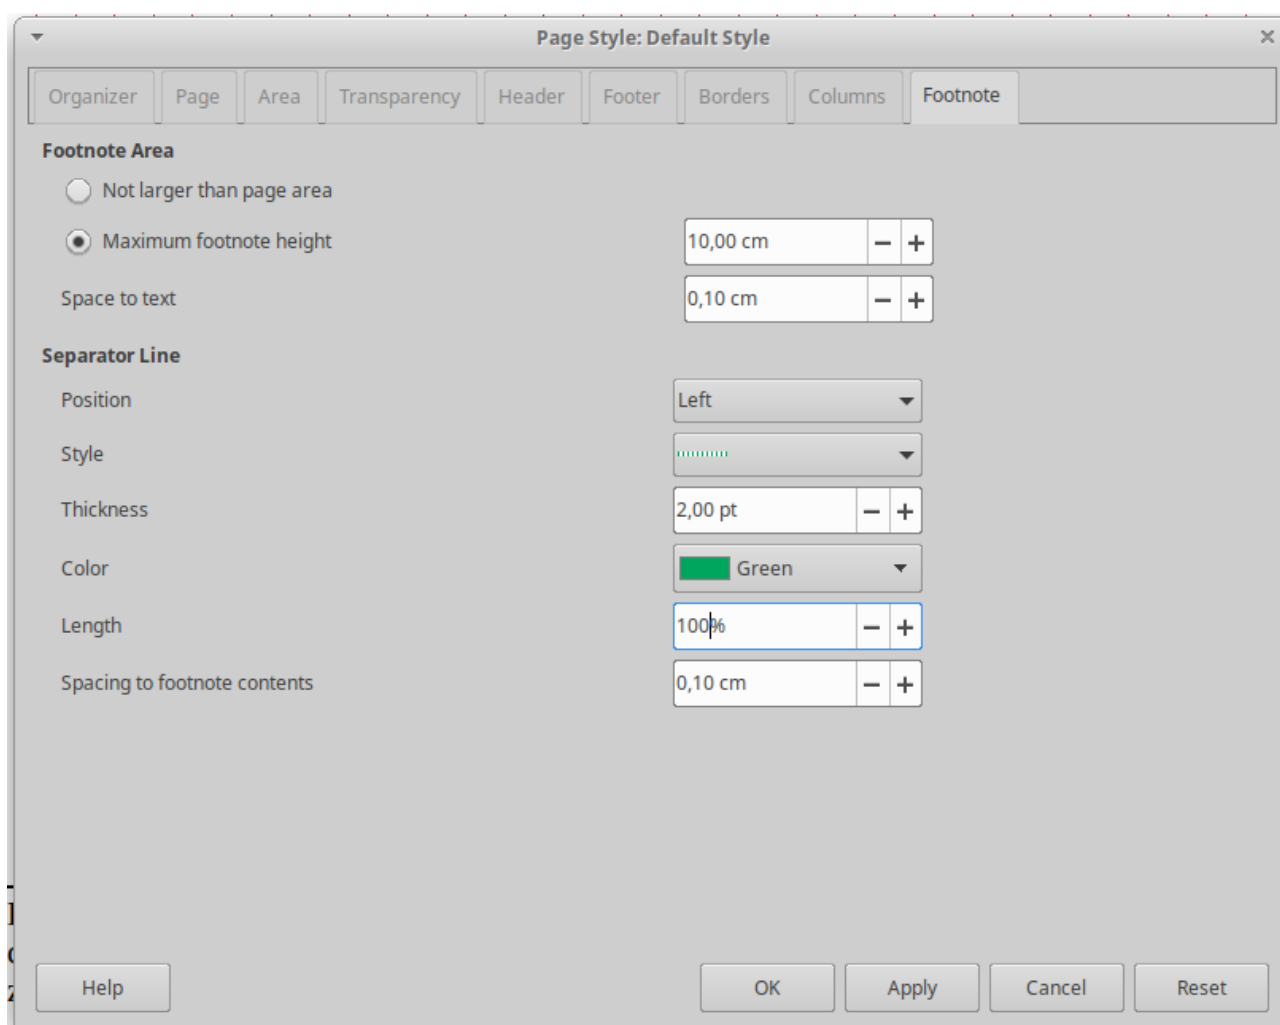 Page Style: Default Style
Organizer Page Area Transparency Header Footer Borders Columns Footnote
Footnote Area
Not larger than page area
Maximum footnote height 10,00 cm
Space to text 0,10 cm
Separator Line
Position Left
Style
Thickness 2,00 pt
Color Green
Length 100%
Spacing to footnote contents 0,10 cm
Help OK Apply Cancel Reset